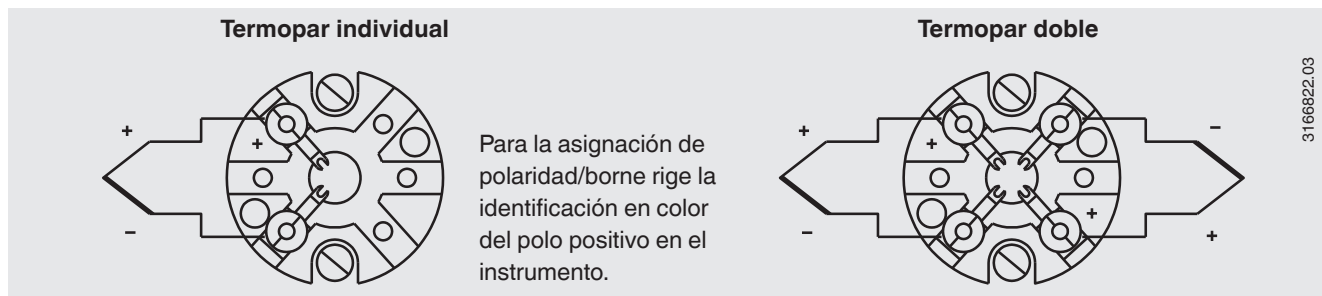 Termopar individual
+
+
–
Para la asignación de
polaridad/borne rige la
identificación en color
del polo positivo en el
instrumento.
Termopar doble
+
+
–
–
+
+
3166822.03